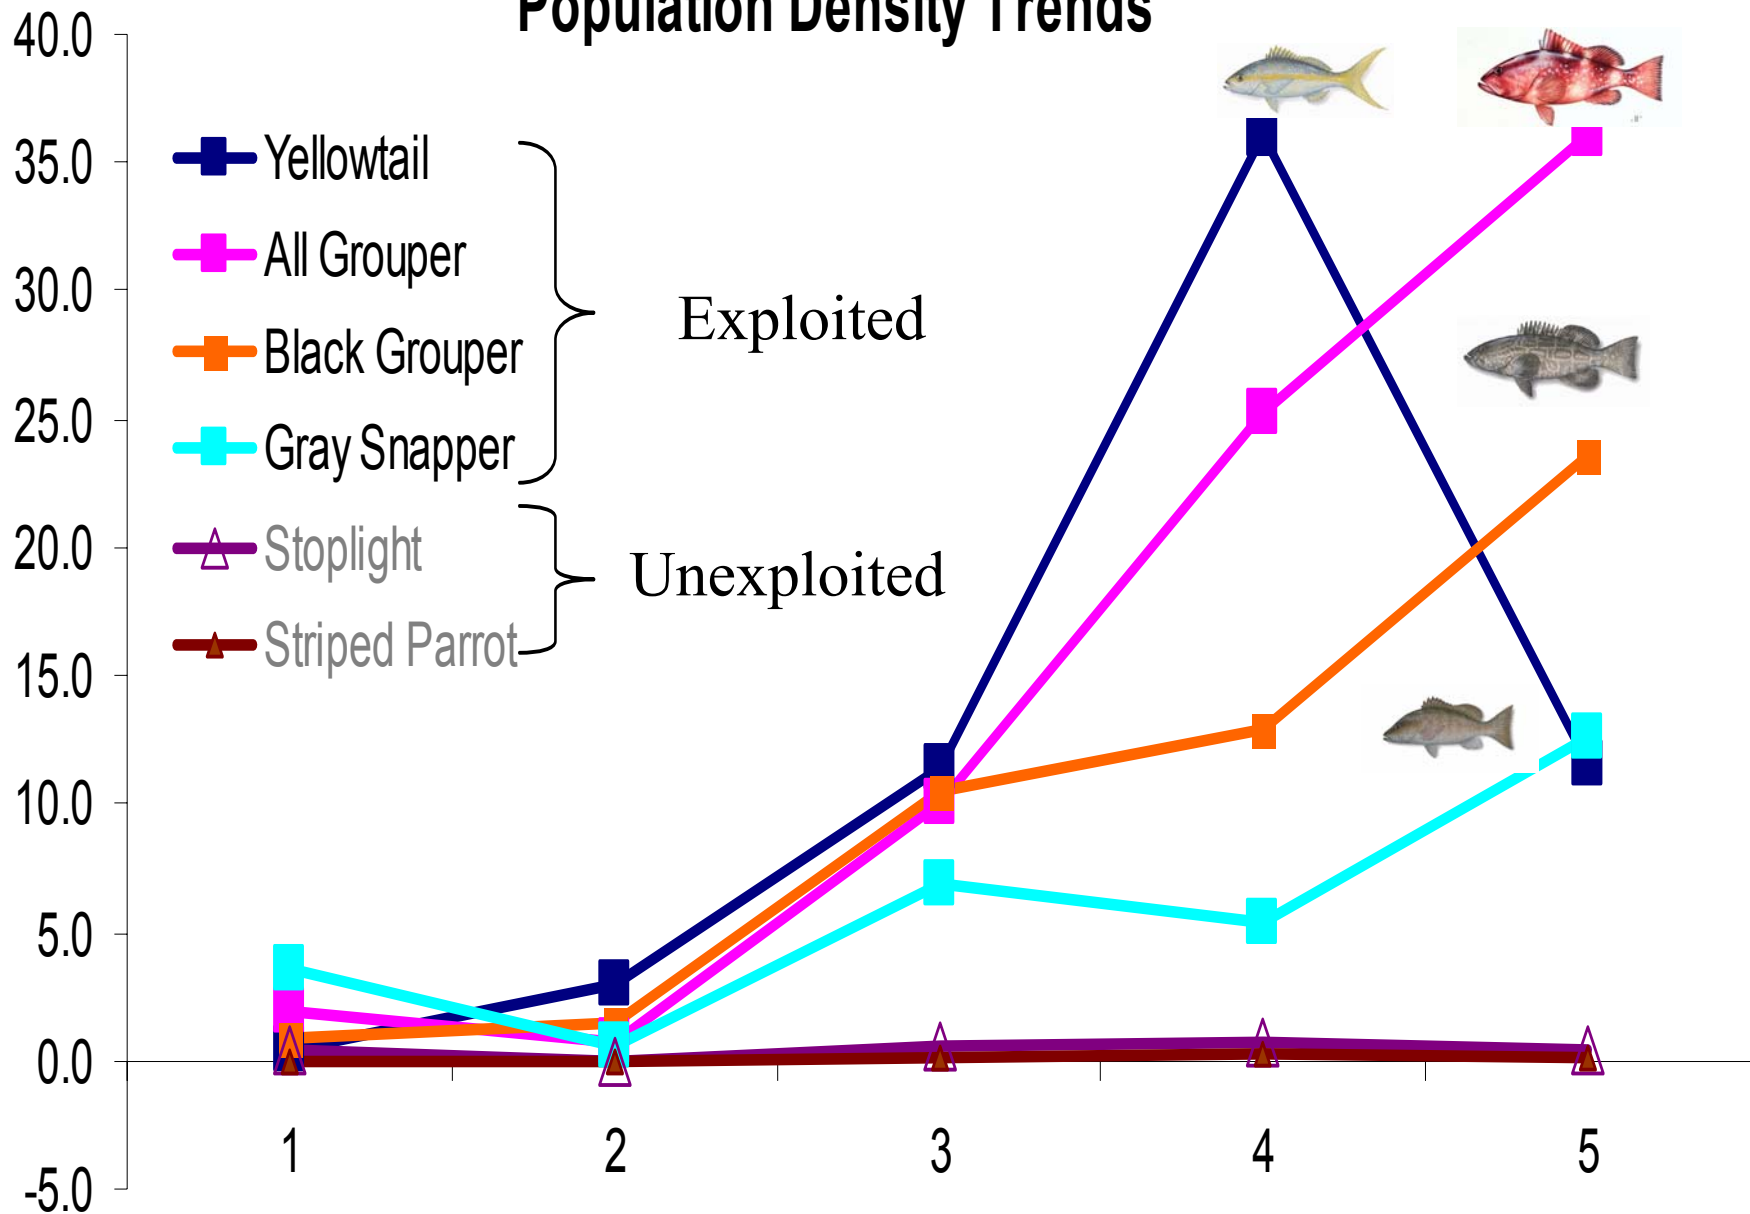 Population Density Trends
40.0
35.0
30.0
25.0
20.0
15.0
10.0
5.0
0.0
-5.0
Yellowtail
All Grouper
Black Grouper
Gray Snapper
Stoplight
Striped Parrot
Exploited
Unexploited
1 2 3 4 5